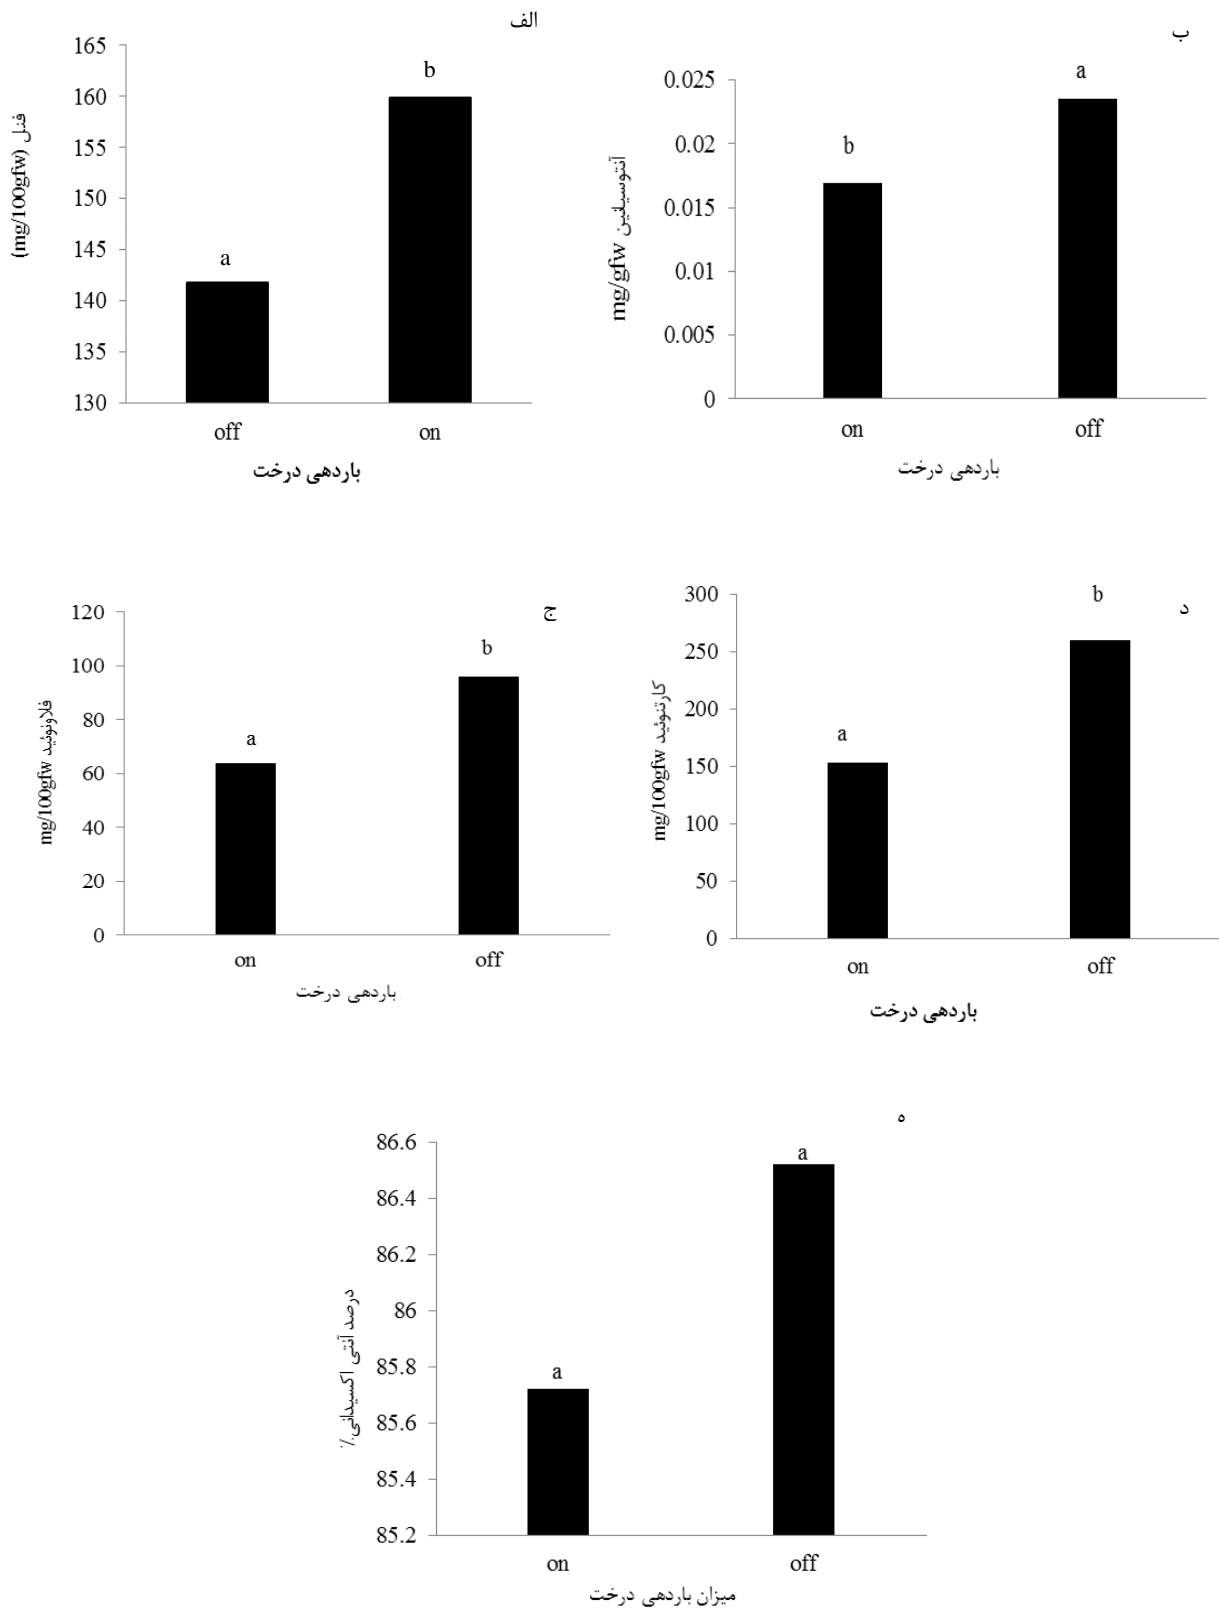 الف
165
160
155
150
145
140
135
130
فنل (mg/100gfw)
a
b
off
on
باردهی درخت
ب
0.025
0.02
0.015
0.01
0.005
0
آنتوسیانین mg/gfw
b
a
on
off
باردهی درخت
ج
120
100
80
60
40
20
0
فلاونوئید mg/100gfw
a
b
on
off
باردهی درخت
د
300
250
200
150
100
50
0
کارتنوئید mg/100gfw
a
b
on
off
باردهی درخت
ه
86.6
86.4
86.2
86
85.8
85.6
85.4
85.2
درصد آنتی اکسیدانی٪
a
a
on
off
میزان باردهی درخت